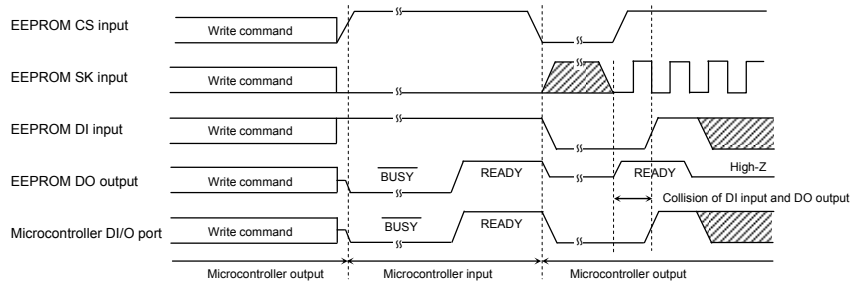 EEPROM CS input
Write command
EEPROM SK input
Write command
EEPROM DI input
Write command
EEPROM DO output
Write command
BUSY
READY
READY
High-Z
Collision of DI input and DO output
Microcontroller DI/O port
Write command
BUSY
READY
Microcontroller output
Microcontroller input
Microcontroller output